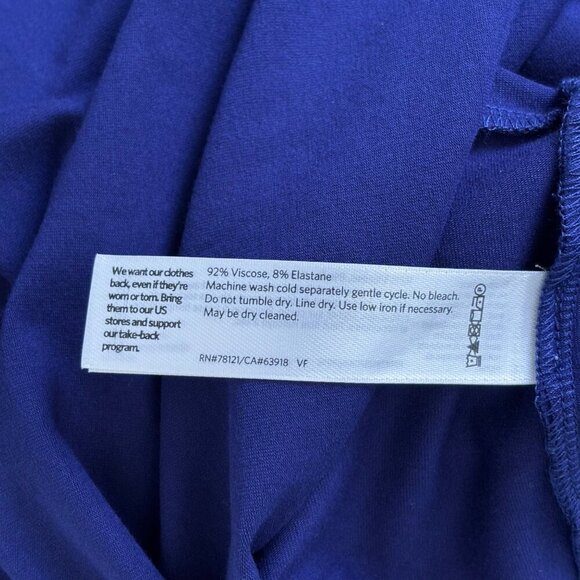 We want our clothes
back, even if they're
worn or torn. Bring
them to our US
stores and support
our take-back
program.
92% Viscose, 8% Elastane
Machine wash cold separately gentle cycle. No bleach.
Do not tumble dry. Line dry. Use low iron if necessary.
May be dry cleaned.
RN#78121/CA#63918 VF